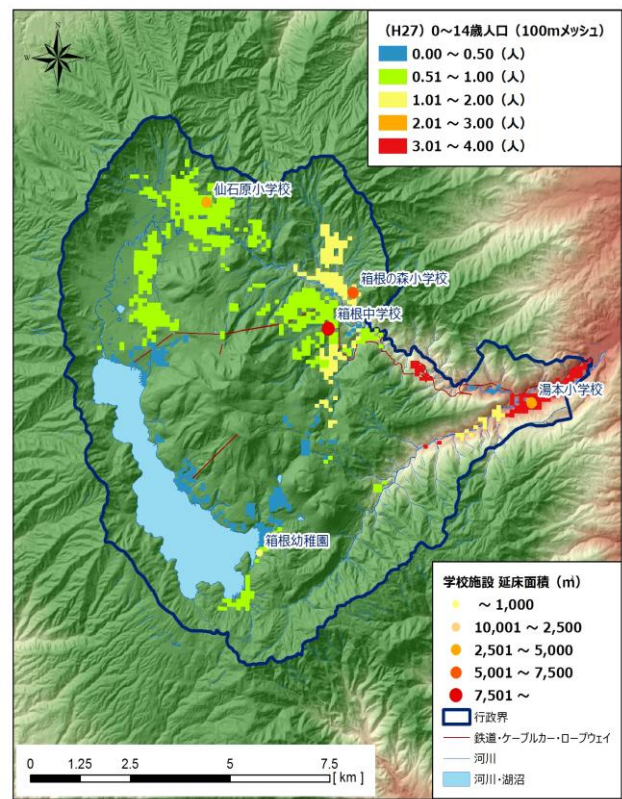 (H27) 0～14歳人口 (100mメッシュ)
0.00 ～ 0.50 (人)
0.51 ～ 1.00 (人)
1.01 ～ 2.00 (人)
2.01 ～ 3.00 (人)
3.01 ～ 4.00 (人)
N
W E
S
仙石原小学校
箱根の森小学校
箱根中学校
湯本小学校
箱根幼稚園
学校施設 延床面積 (㎡)
～ 1,000
10,001 ～ 2,500
2,501 ～ 5,000
5,001 ～ 7,500
7,501 ～
行政界
鉄道・ケーブルカー・ロープウェイ
河川
河川・湖沼
0 1.25 2.5 5 7.5
[ km ]